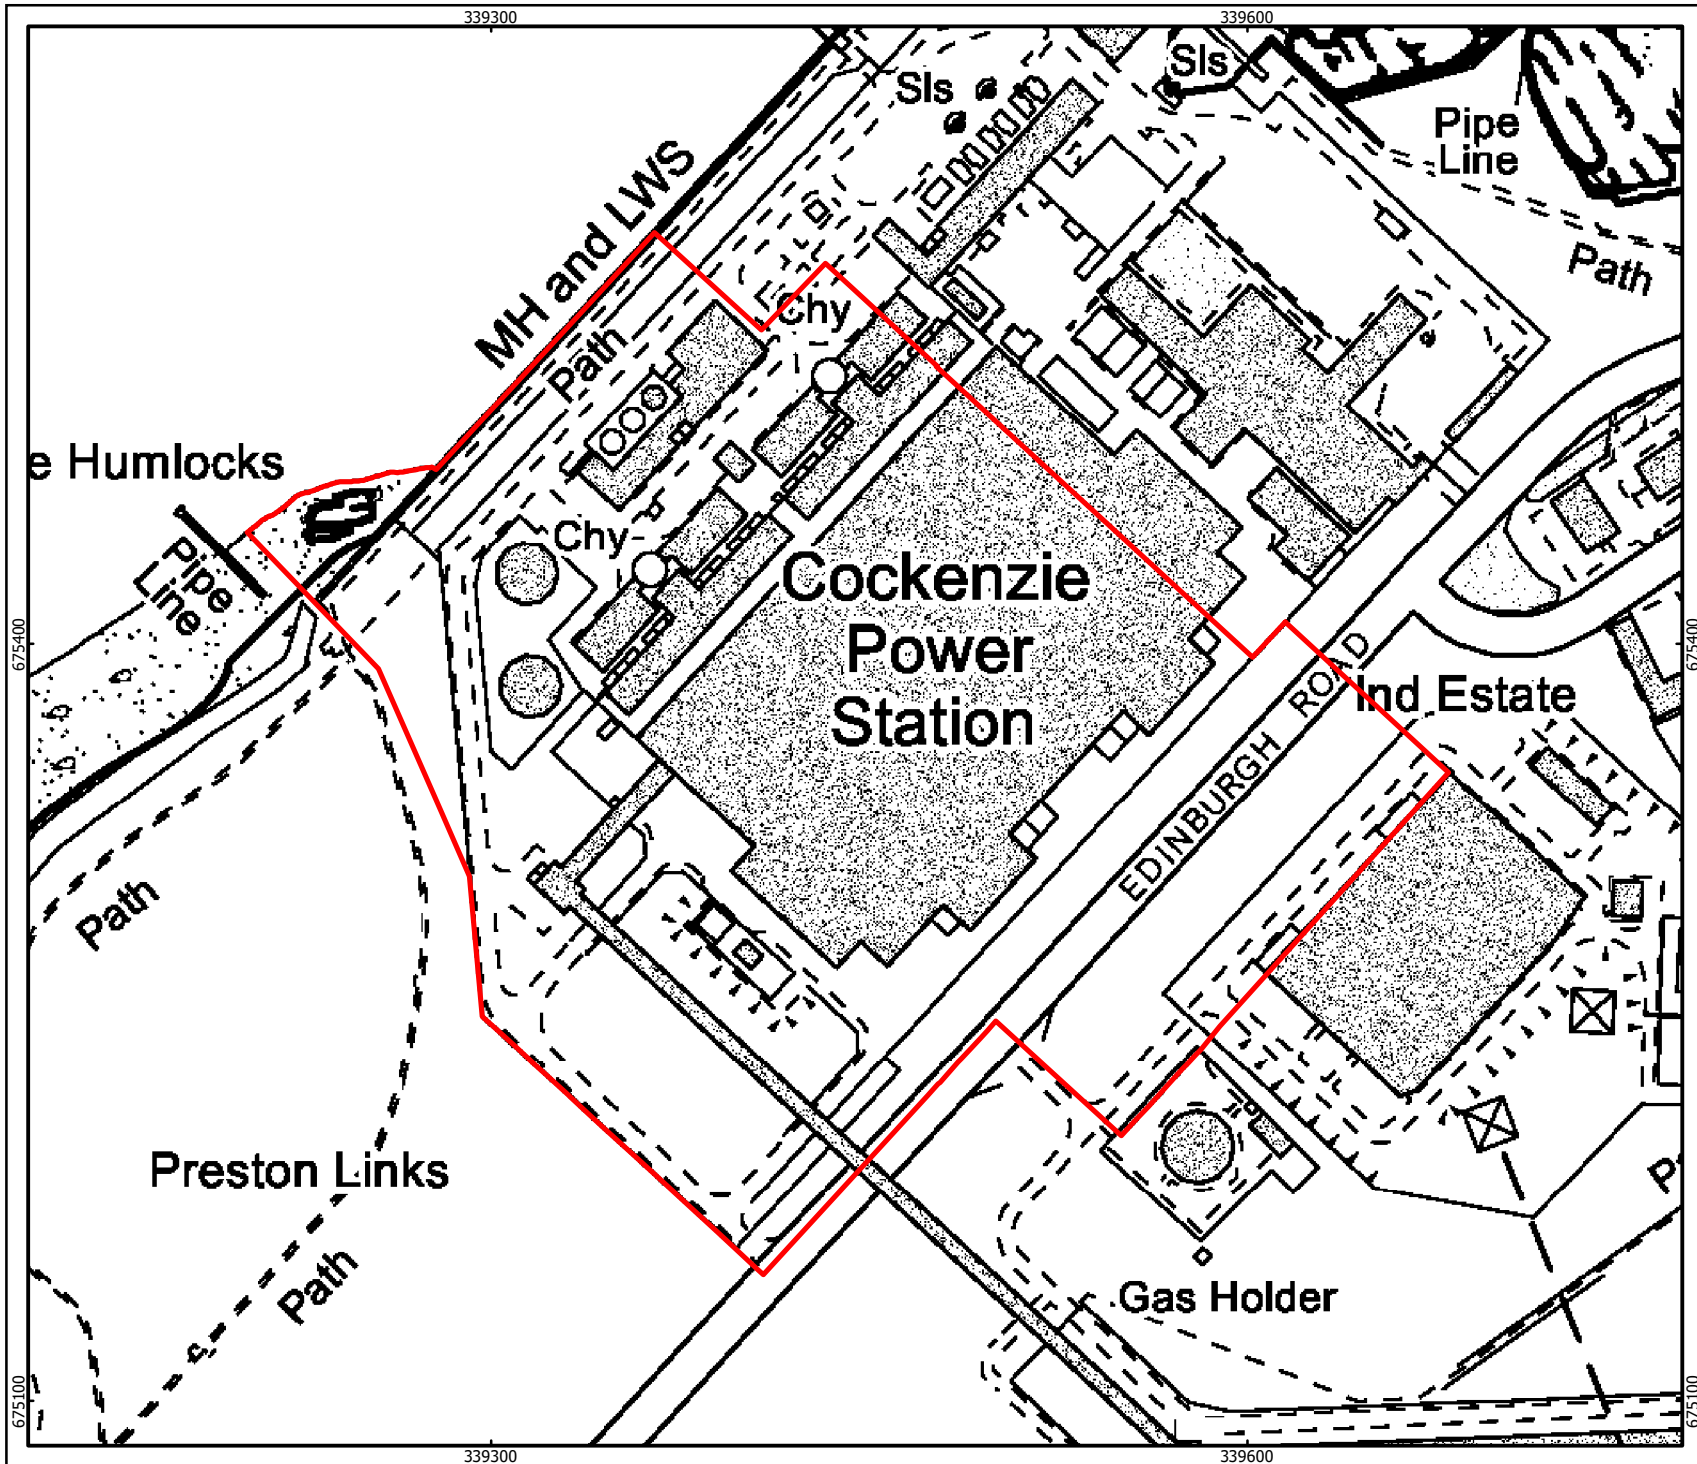 339300
339600
Sls
Sls
Pipe
Line
Path
MH and LWS
Chy
Path
e Humlocks
Pipe
Line
Chy
Cockenzie
Power
Station
675400
675400
EDINBURGH ROAD
Ind Estate
Path
Preston Links
Path
Gas Holder
P
675100
675100
339300
339600